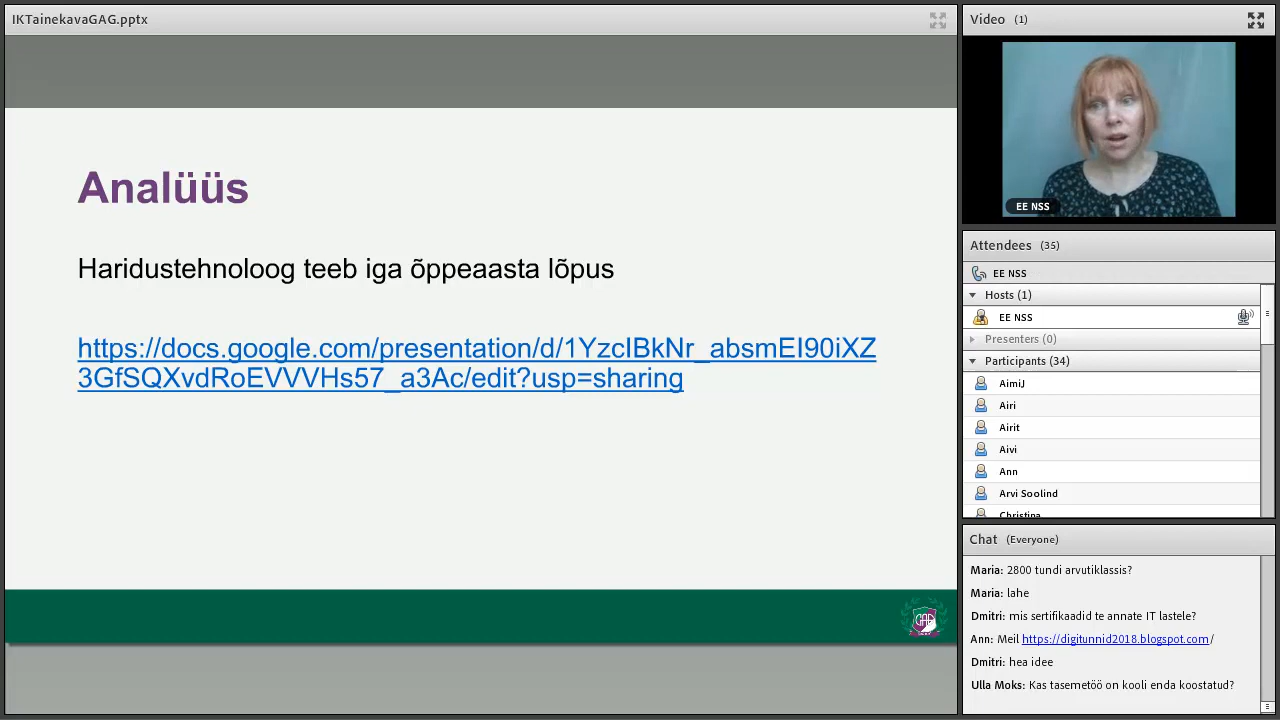 IKTainekavaGAG.pptx
Analüüs
Haridustehnoloog teeb iga õppeaasta lõpus
https://docs.google.com/presentation/d/1YzcIBkNr_absmEI90iXZ
3GfSQXvdRoEVVVHs57_a3Ac/edit?usp=sharing
Video (1)
EE NSS
Attendees (35)
EE NSS
Hosts (1)
EE NSS
Presenters (0)
Participants (34)
AimiJ
Airi
Airit
Aivi
Ann
Arvi Soolind
Christina
Chat (Everyone)
Maria: 2800 tundi arvutiklassis?
Maria: lahe
Dmitri: mis sertifikaadid te annate IT lastele?
Ann: Meil https://digitunnid2018.blogspot.com/
Dmitri: hea idee
Ulla Moks: Kas tasemetöö on kooli enda koostatud?